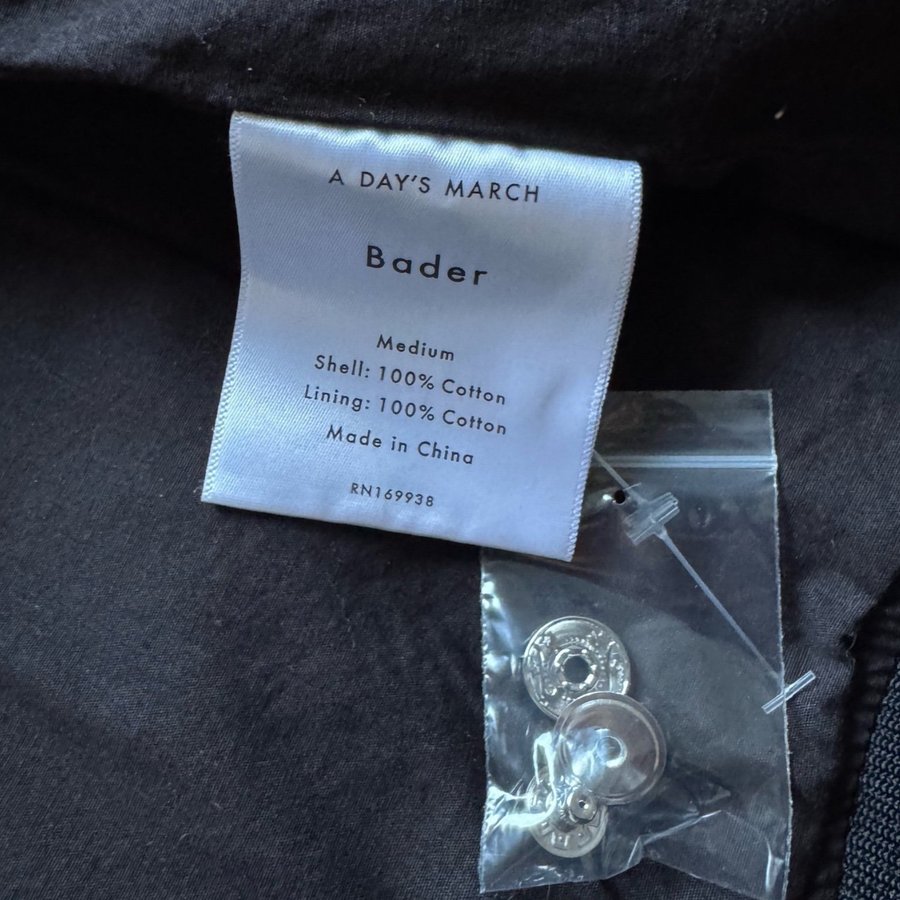 A DAY'S MARCH
Bader
Medium
Shell: 100% Cotton
Lining: 100% Cotton
Made in China
RN169938